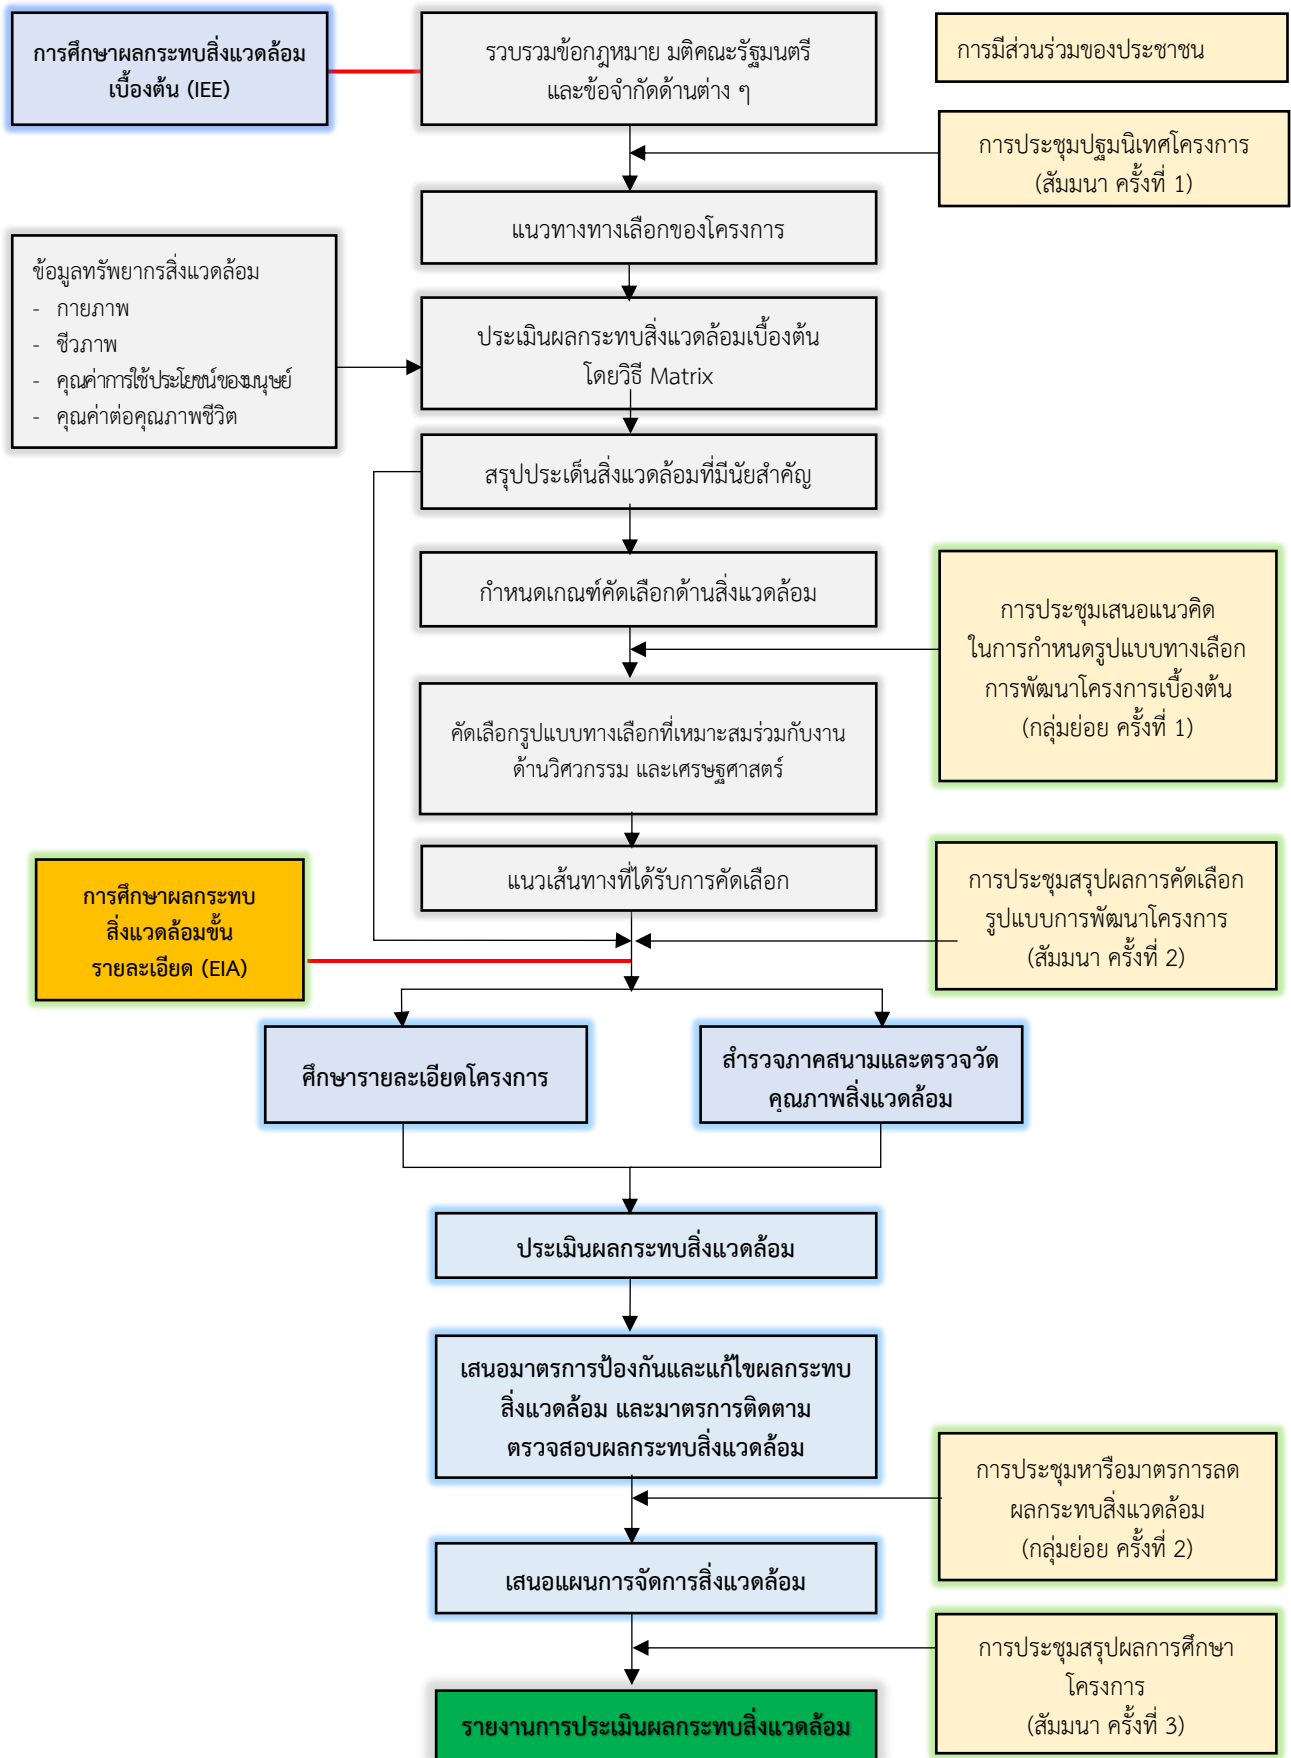 การศึกษาผลกระทบสิ่งแวดล้อม
เบื้องต้น (IEE)
รวบรวมข้อกฎหมาย มติคณะรัฐมนตรี
และข้อจำกัดด้านต่าง ๆ
การมีส่วนร่วมของประชาชน
การประชุมปฐมนิเทศโครงการ
(สัมมนา ครั้งที่ 1)
แนวทางทางเลือกของโครงการ
ข้อมูลทรัพยากรสิ่งแวดล้อม
- กายภาพ
- ชีวภาพ
- คุณค่าการใช้ประโยชน์ของมนุษย์
- คุณค่าต่อคุณภาพชีวิต
ประเมินผลกระทบสิ่งแวดล้อมเบื้องต้น
โดยวิธี Matrix
สรุปประเด็นสิ่งแวดล้อมที่มีนัยสำคัญ
กำหนดเกณฑ์คัดเลือกด้านสิ่งแวดล้อม
การประชุมเสนอแนวคิด
ในการกำหนดรูปแบบทางเลือก
การพัฒนาโครงการเบื้องต้น
(กลุ่มย่อย ครั้งที่ 1)
คัดเลือกรูปแบบทางเลือกที่เหมาะสมร่วมกับงาน
ด้านวิศวกรรม และเศรษฐศาสตร์
แนวเส้นทางที่ได้รับการคัดเลือก
การประชุมสรุปผลการคัดเลือก
รูปแบบการพัฒนาโครงการ
(สัมมนา ครั้งที่ 2)
การศึกษาผลกระทบ
สิ่งแวดล้อมขั้น
รายละเอียด (EIA)
ศึกษารายละเอียดโครงการ
สำรวจภาคสนามและตรวจวัด
คุณภาพสิ่งแวดล้อม
ประเมินผลกระทบสิ่งแวดล้อม
เสนอมาตรการป้องกันและแก้ไขผลกระทบ
สิ่งแวดล้อม และมาตรการติดตาม
ตรวจสอบผลกระทบสิ่งแวดล้อม
การประชุมหารือมาตรการลด
ผลกระทบสิ่งแวดล้อม
(กลุ่มย่อย ครั้งที่ 2)
เสนอแผนการจัดการสิ่งแวดล้อม
การประชุมสรุปผลการศึกษา
โครงการ
(สัมมนา ครั้งที่ 3)
รายงานการประเมินผลกระทบสิ่งแวดล้อม